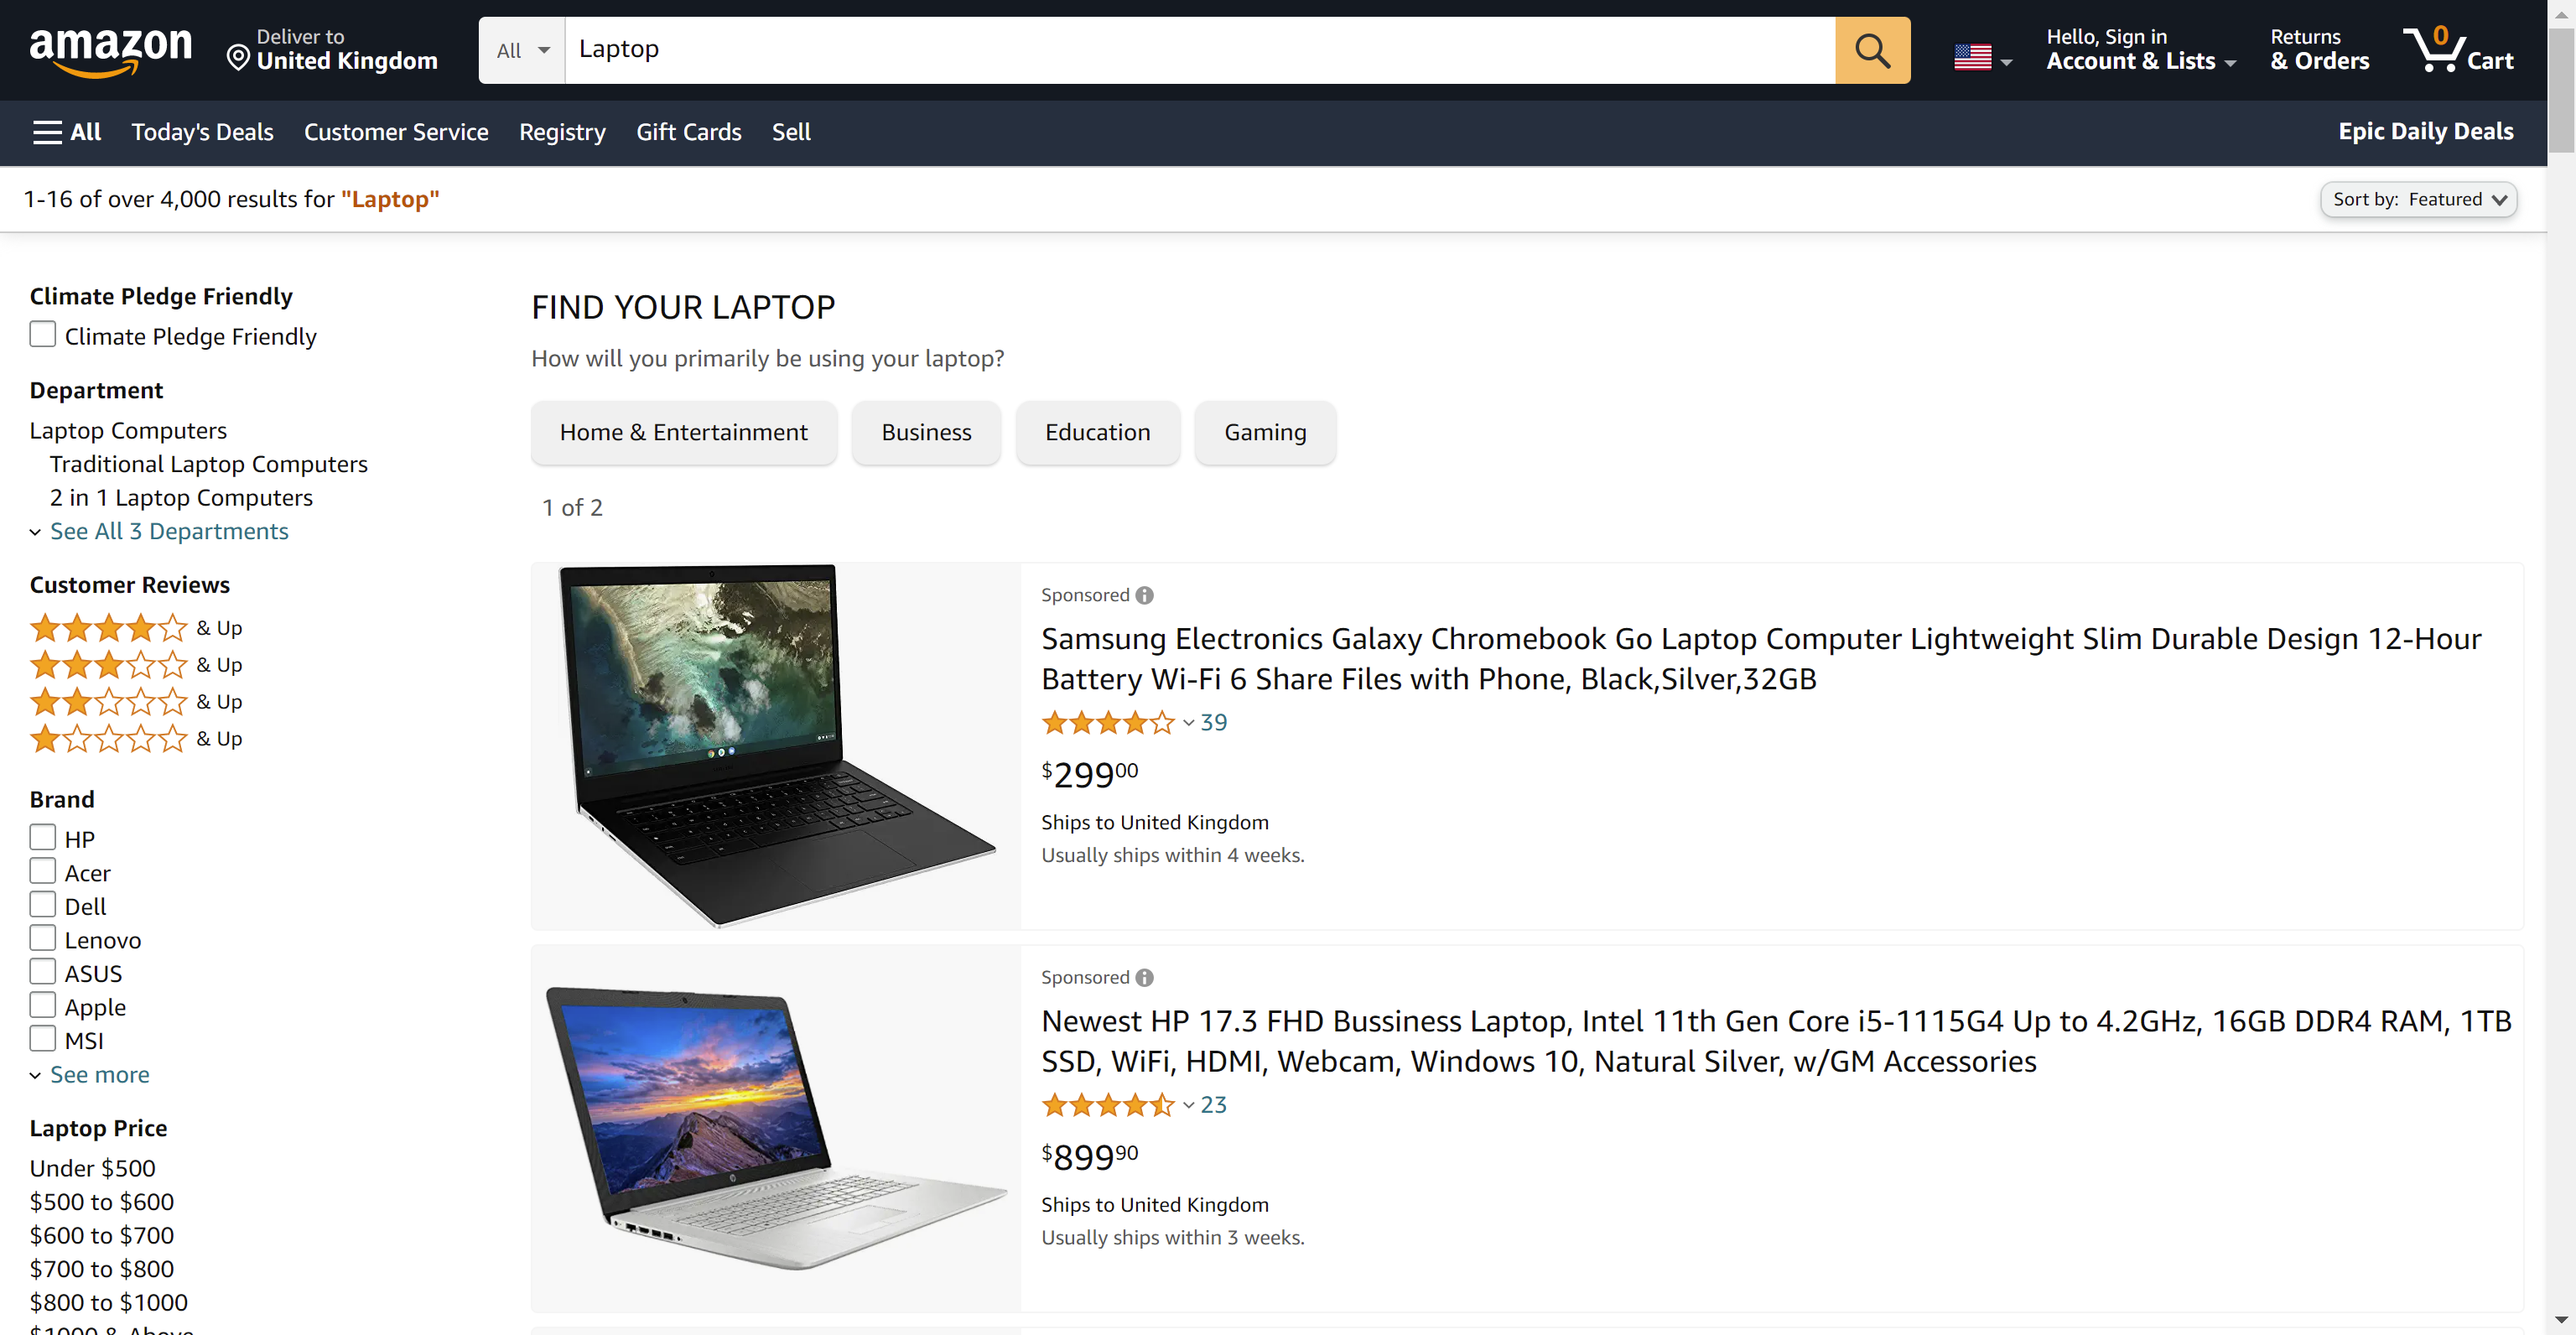 amazon
Deliver to
United Kingdom
All
Laptop
Hello, Sign in
Account & Lists
Returns
& Orders
0
Cart
All
Today's Deals
Customer Service
Registry
Gift Cards
Sell
Epic Daily Deals
1-16 of over 4,000 results for "Laptop"
Sort by: Featured
Climate Pledge Friendly
Climate Pledge Friendly
Department
Laptop Computers
Traditional Laptop Computers
2 in 1 Laptop Computers
See All 3 Departments
Customer Reviews
& Up
& Up
& Up
& Up
Brand
HP
Acer
Dell
Lenovo
ASUS
Apple
MSI
See more
Laptop Price
Under $500
$500 to $600
$600 to $700
$700 to $800
$800 to $1000
$1000 & Above
FIND YOUR LAPTOP
How will you primarily be using your laptop?
Home & Entertainment
Business
Education
Gaming
1 of 2
Sponsored
Samsung Electronics Galaxy Chromebook Go Laptop Computer Lightweight Slim Durable Design 12-Hour
Battery Wi-Fi 6 Share Files with Phone, Black,Silver,32GB
39
$29900
Ships to United Kingdom
Usually ships within 4 weeks.
Sponsored
Newest HP 17.3 FHD Bussiness Laptop, Intel 11th Gen Core i5-1115G4 Up to 4.2GHz, 16GB DDR4 RAM, 1TB
SSD, WiFi, HDMI, Webcam, Windows 10, Natural Silver, w/GM Accessories
23
$89990
Ships to United Kingdom
Usually ships within 3 weeks.